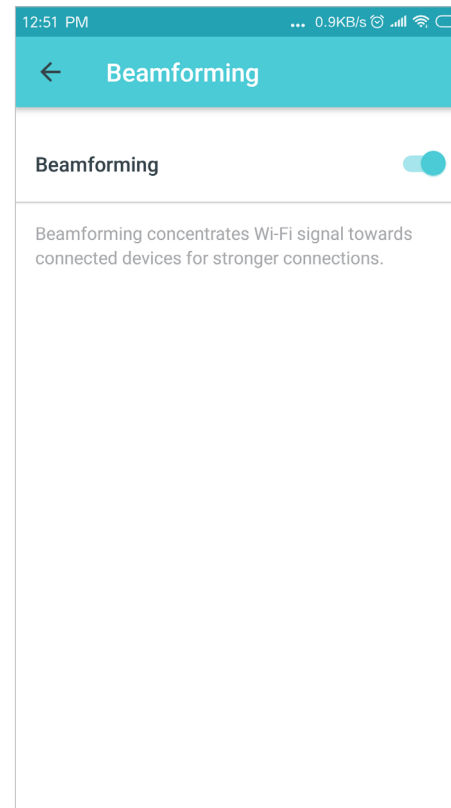 12:51 PM ... 0.9KB/s
Beamforming
Beamforming
Beamforming concentrates Wi-Fi signal towards
connected devices for stronger connections.